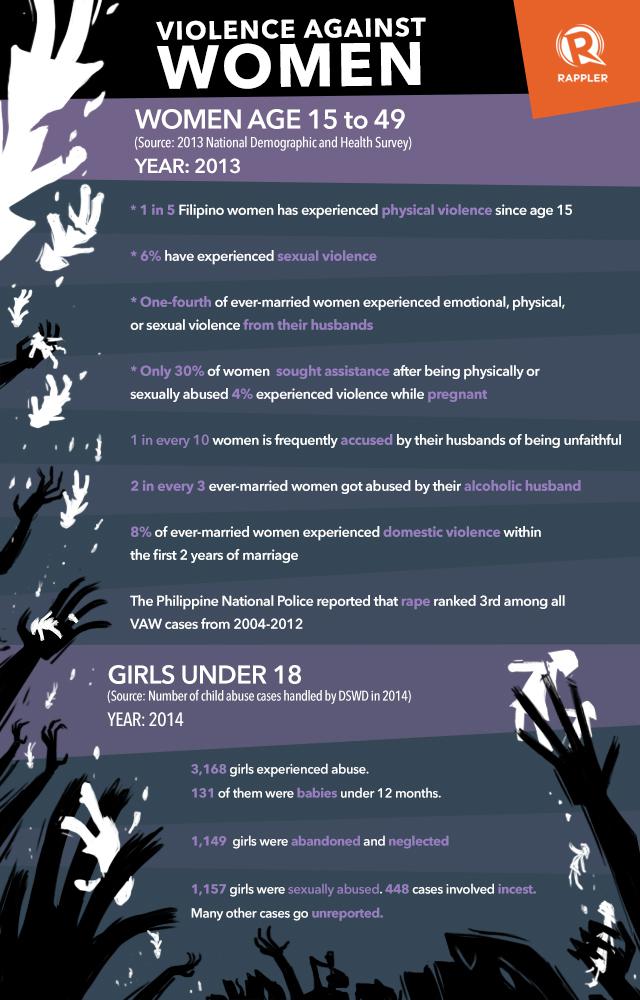 VIOLENCE AGAINST
WOMEN
RAPPLER
WOMEN AGE 15 to 49
(Source: 2013 National Demographic and Health Survey)
YEAR: 2013
* 1 in 5 Filipino women has experienced physical violence since age 15
* 6% have experienced sexual violence
* One-fourth of ever-married women experienced emotional, physical,
or sexual violence from their husbands
* Only 30% of women sought assistance after being physically or
sexually abused 4% experienced violence while pregnant
1 in every 10 women is frequently accused by their husbands of being unfaithful
2 in every 3 ever-married women got abused by their alcoholic husband
8% of ever-married women experienced domestic violence within
the first 2 years of marriage
The Philippine National Police reported that rape ranked 3rd among all
VAW cases from 2004-2012
GIRLS UNDER 18
(Source: Number of child abuse cases handled by DSWD in 2014)
YEAR: 2014
3,168 girls experienced abuse.
131 of them were babies under 12 months.
1,149 girls were abandoned and neglected
1,157 girls were sexually abused. 448 cases involved incest.
Many other cases go unreported.